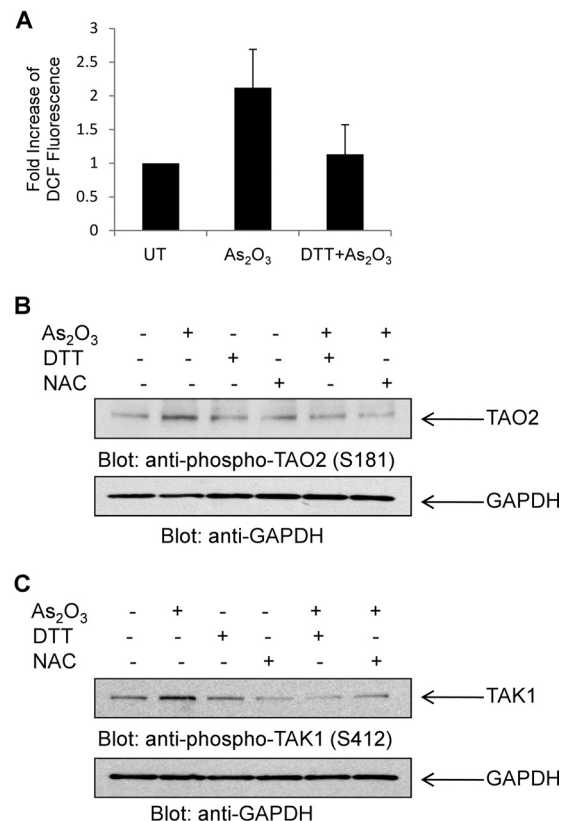 A
Fold Increase of
DCF Fluorescence
3
2.5
2
1.5
1
0.5
0
UT As₂O₃ DTT+As₂O₃
B
As₂O₃ - + - - + +
DTT - - + - + -
NAC - - - + - +
TAO2
Blot: anti-phospho-TAO2 (S181)
GAPDH
Blot: anti-GAPDH
C
As₂O₃ - + - - + +
DTT - - + - + -
NAC - - - + - +
TAK1
Blot: anti-phospho-TAK1 (S412)
GAPDH
Blot: anti-GAPDH